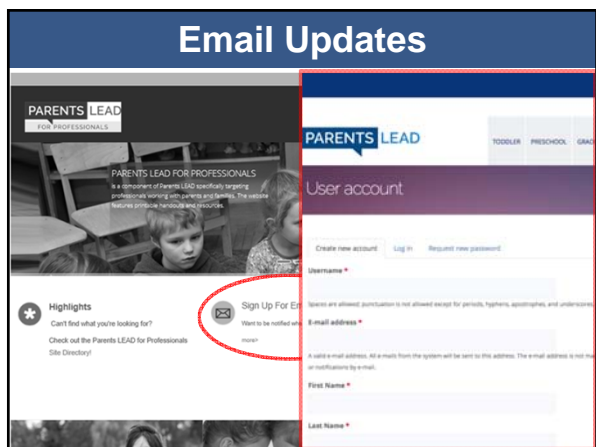 Email Updates
PARENTS LEAD
FOR PROFESSIONALS
PARENTS LEAD FOR PROFESSIONALS
is a component of Parents LEAD specifically targeting
professionals working with parents and families. The website
features printable handouts and resources.
Highlights
Can't find what you're looking for?
Check out the Parents LEAD for Professionals
Site Directory!
Sign Up For Em
Want to be notified whe
more>
PARENTS LEAD
TODDLER PRESCHOOL GRAD
User account
Create new account Log in Request new password
Username *
Spaces are allowed; punctuation is not allowed except for periods, hyphens, apostrophes, and underscores.
E-mail address *
A valid e-mail address. All e-mails from the system will be sent to this address. The e-mail address is not ma
or notifications by e-mail.
First Name *
Last Name *